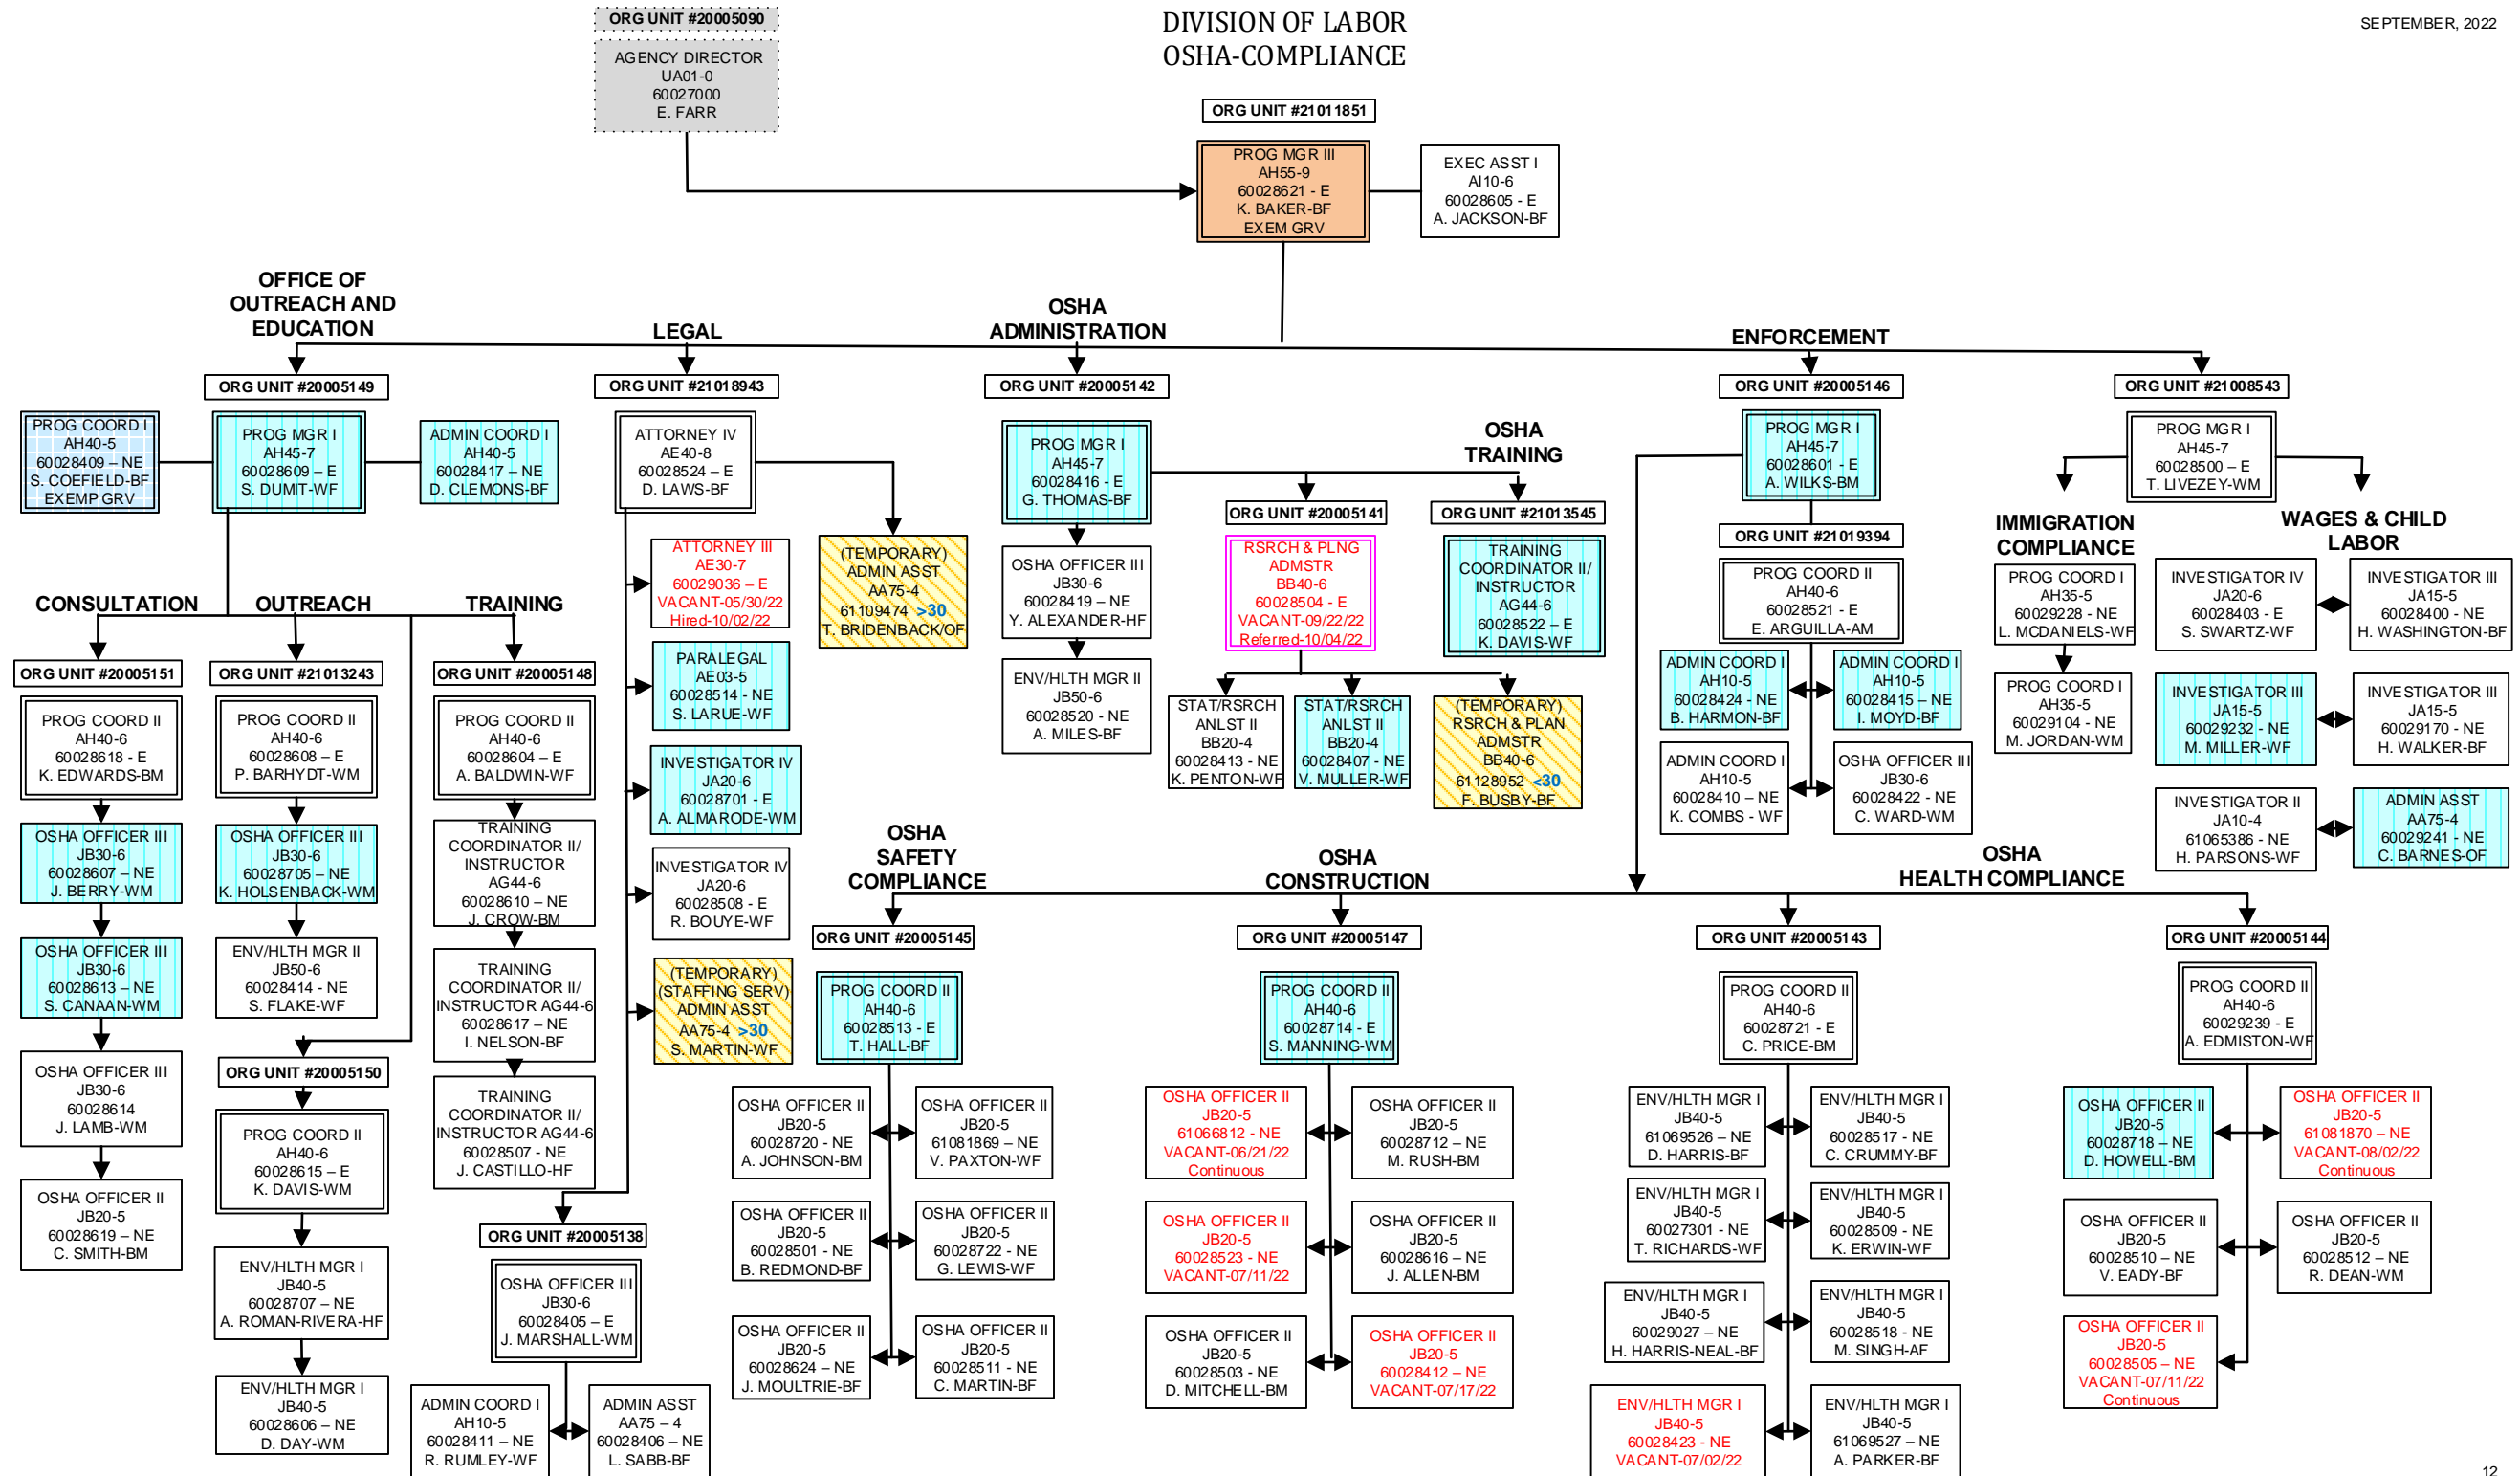 ORG UNIT #20005090
AGENCY DIRECTOR
UA01-0
60027000
E. FARR
DIVISION OF LABOR
OSHA-COMPLIANCE
SEPTEMBER, 2022
ORG UNIT #21011851
PROG MGR III
AH55-9
60028621 - E
K. BAKER-BF
EXEM GRV
EXEC ASST I
AI10-6
60028605 - E
A. JACKSON-BF
OFFICE OF
OUTREACH AND
EDUCATION
LEGAL
OSHA
ADMINISTRATION
ENFORCEMENT
ORG UNIT #20005149
ORG UNIT #21018943
ORG UNIT #20005142
ORG UNIT #20005146
ORG UNIT #21008543
PROG COORD I
AH40-5
60028409 – NE
S. COEFIELD-BF
EXEMP GRV
PROG MGR I
AH45-7
60028609 – E
S. DUMIT-WF
ADMIN COORD I
AH40-5
60028417 – NE
D. CLEMONS-BF
ATTORNEY IV
AE40-8
60028524 – E
D. LAWS-BF
PROG MGR I
AH45-7
60028416 - E
G. THOMAS-BF
OSHA
TRAINING
PROG MGR I
AH45-7
60028601 - E
A. WILKS-BM
PROG MGR I
AH45-7
60028500 – E
T. LIVEZEY-WM
ORG UNIT #20005141
ORG UNIT #21013545
ORG UNIT #21019394
IMMIGRATION
COMPLIANCE
WAGES & CHILD
LABOR
ATTORNEY III
AE30-7
60029036 – E
VACANT-05/30/22
Hired-10/02/22
(TEMPORARY)
ADMIN ASST
AA75-4
61109474 >30
T. BRIDENBACK/OF
OSHA OFFICER III
JB30-6
60028419 – NE
Y. ALEXANDER-HF
RSRCH & PLNG
ADMSTR
BB40-6
60028504 - E
VACANT-09/22/22
Referred-10/04/22
TRAINING
COORDINATOR II/
INSTRUCTOR
AG44-6
60028522 – E
K. DAVIS-WF
PROG COORD II
AH40-6
60028521 - E
E. ARGUILLA-AM
PROG COORD I
AH35-5
60029228 - NE
L. MCDANIELS-WF
INVESTIGATOR IV
JA20-6
60028403 - E
S. SWARTZ-WF
INVESTIGATOR III
JA15-5
60028400 - NE
H. WASHINGTON-BF
CONSULTATION
OUTREACH
TRAINING
ORG UNIT #20005151
ORG UNIT #21013243
ORG UNIT #20005148
PARALEGAL
AE03-5
60028514 - NE
S. LARUE-WF
ENV/HLTH MGR II
JB50-6
60028520 - NE
A. MILES-BF
STAT/RSRCH
ANLST II
BB20-4
60028413 - NE
K. PENTON-WF
STAT/RSRCH
ANLST II
BB20-4
60028407 - NE
V. MULLER-WF
(TEMPORARY)
RSRCH & PLAN
ADMSTR
BB40-6
61128952 <30
F. BUSBY-BF
ADMIN COORD I
AH10-5
60028424 - NE
B. HARMON-BF
ADMIN COORD I
AH10-5
60028415 – NE
I. MOYD-BF
PROG COORD I
AH35-5
60029104 - NE
M. JORDAN-WM
INVESTIGATOR III
JA15-5
60029232 - NE
M. MILLER-WF
INVESTIGATOR III
JA15-5
60029170 - NE
H. WALKER-BF
PROG COORD II
AH40-6
60028618 - E
K. EDWARDS-BM
PROG COORD II
AH40-6
60028608 – E
P. BARHYDT-WM
PROG COORD II
AH40-6
60028604 – E
A. BALDWIN-WF
INVESTIGATOR IV
JA20-6
60028701 - E
A. ALMARODE-WM
ADMIN COORD I
AH10-5
60028410 – NE
K. COMBS - WF
OSHA OFFICER III
JB30-6
60028422 - NE
C. WARD-WM
INVESTIGATOR II
JA10-4
61065386 - NE
H. PARSONS-WF
ADMIN ASST
AA75-4
60029241 - NE
C. BARNES-OF
OSHA OFFICER III
JB30-6
60028607 – NE
J. BERRY-WM
OSHA OFFICER III
JB30-6
60028705 – NE
K. HOLSENBACK-WM
TRAINING
COORDINATOR II/
INSTRUCTOR
AG44-6
60028610 – NE
J. CROW-BM
INVESTIGATOR IV
JA20-6
60028508 - E
R. BOUYE-WF
OSHA
SAFETY
COMPLIANCE
OSHA
CONSTRUCTION
OSHA
HEALTH COMPLIANCE
ORG UNIT #20005145
ORG UNIT #20005147
ORG UNIT #20005143
ORG UNIT #20005144
OSHA OFFICER III
JB30-6
60028613 – NE
S. CANAAN-WM
ENV/HLTH MGR II
JB50-6
60028414 - NE
S. FLAKE-WF
TRAINING
COORDINATOR II/
INSTRUCTOR AG44-6
60028617 – NE
I. NELSON-BF
(TEMPORARY)
(STAFFING SERV)
ADMIN ASST
AA75-4 >30
S. MARTIN-WF
PROG COORD II
AH40-6
60028513 - E
T. HALL-BF
PROG COORD II
AH40-6
60028714 – E
S. MANNING-WM
PROG COORD II
AH40-6
60028721 - E
C. PRICE-BM
PROG COORD II
AH40-6
60029239 - E
A. EDMISTON-WF
OSHA OFFICER III
JB30-6
60028614
J. LAMB-WM
ORG UNIT #20005150
PROG COORD II
AH40-6
60028615 – E
K. DAVIS-WM
TRAINING
COORDINATOR II/
INSTRUCTOR AG44-6
60028507 - NE
J. CASTILLO-HF
OSHA OFFICER II
JB20-5
60028720 - NE
A. JOHNSON-BM
OSHA OFFICER II
JB20-5
61081869 – NE
V. PAXTON-WF
OSHA OFFICER II
JB20-5
61066812 - NE
VACANT-06/21/22
Continuous
OSHA OFFICER II
JB20-5
60028712 – NE
M. RUSH-BM
ENV/HLTH MGR I
JB40-5
61069526 – NE
D. HARRIS-BF
ENV/HLTH MGR I
JB40-5
60028517 - NE
C. CRUMMY-BF
OSHA OFFICER II
JB20-5
60028718 – NE
D. HOWELL-BM
OSHA OFFICER II
JB20-5
61081870 – NE
VACANT-08/02/22
Continuous
OSHA OFFICER II
JB20-5
60028619 – NE
C. SMITH-BM
ENV/HLTH MGR I
JB40-5
60028707 – NE
A. ROMAN-RIVERA-HF
ORG UNIT #20005138
OSHA OFFICER III
JB30-6
60028405 – E
J. MARSHALL-WM
OSHA OFFICER II
JB20-5
60028501 - NE
B. REDMOND-BF
OSHA OFFICER II
JB20-5
60028722 - NE
G. LEWIS-WF
OSHA OFFICER II
JB20-5
60028523 - NE
VACANT-07/11/22
OSHA OFFICER II
JB20-5
60028616 – NE
J. ALLEN-BM
ENV/HLTH MGR I
JB40-5
60027301 - NE
T. RICHARDS-WF
ENV/HLTH MGR I
JB40-5
60028509 - NE
K. ERWIN-WF
OSHA OFFICER II
JB20-5
60028510 – NE
V. EADY-BF
OSHA OFFICER II
JB20-5
60028512 – NE
R. DEAN-WM
OSHA OFFICER II
JB20-5
60028624 – NE
J. MOULTRIE-BF
OSHA OFFICER II
JB20-5
60028511 - NE
C. MARTIN-BF
OSHA OFFICER II
JB20-5
60028503 – NE
D. MITCHELL-BM
OSHA OFFICER II
JB20-5
60028412 – NE
VACANT-07/17/22
ENV/HLTH MGR I
JB40-5
60029027 – NE
H. HARRIS-NEAL-BF
ENV/HLTH MGR I
JB40-5
60028518 - NE
M. SINGH-AF
OSHA OFFICER II
JB20-5
60028505 – NE
VACANT-07/11/22
Continuous
ENV/HLTH MGR I
JB40-5
60028606 – NE
D. DAY-WM
ADMIN COORD I
AH10-5
60028411 – NE
R. RUMLEY-WF
ADMIN ASST
AA75 – 4
60028406 – NE
L. SABB-BF
ENV/HLTH MGR I
JB40-5
60028423 - NE
VACANT-07/02/22
ENV/HLTH MGR I
JB40-5
61069527 – NE
A. PARKER-BF
12